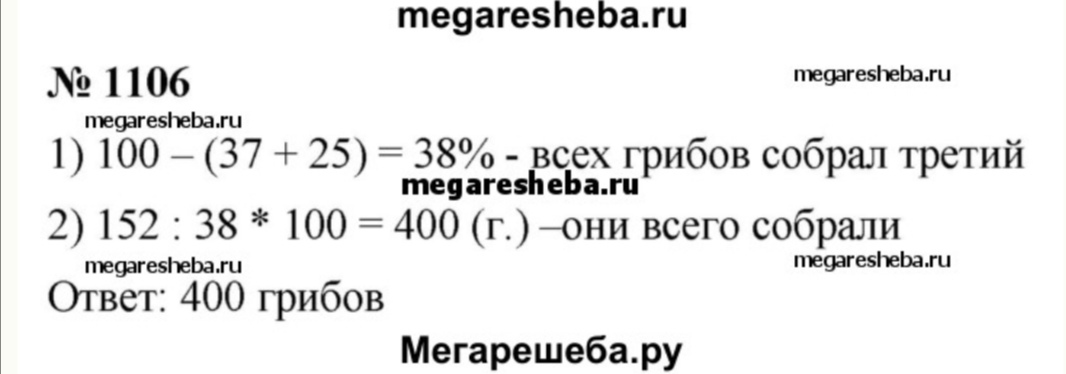 megaresheba.ru
№ 1106
megaresheba.ru
megaresheba.ru
1) 100 – (37 + 25) = 38% - всех грибов собрал третий
megaresheba.ru
2) 152 : 38 * 100 = 400 (г.) –они всего собрали
megaresheba.ru
megaresheba.ru
Ответ: 400 грибов
Мегарешеба.ру